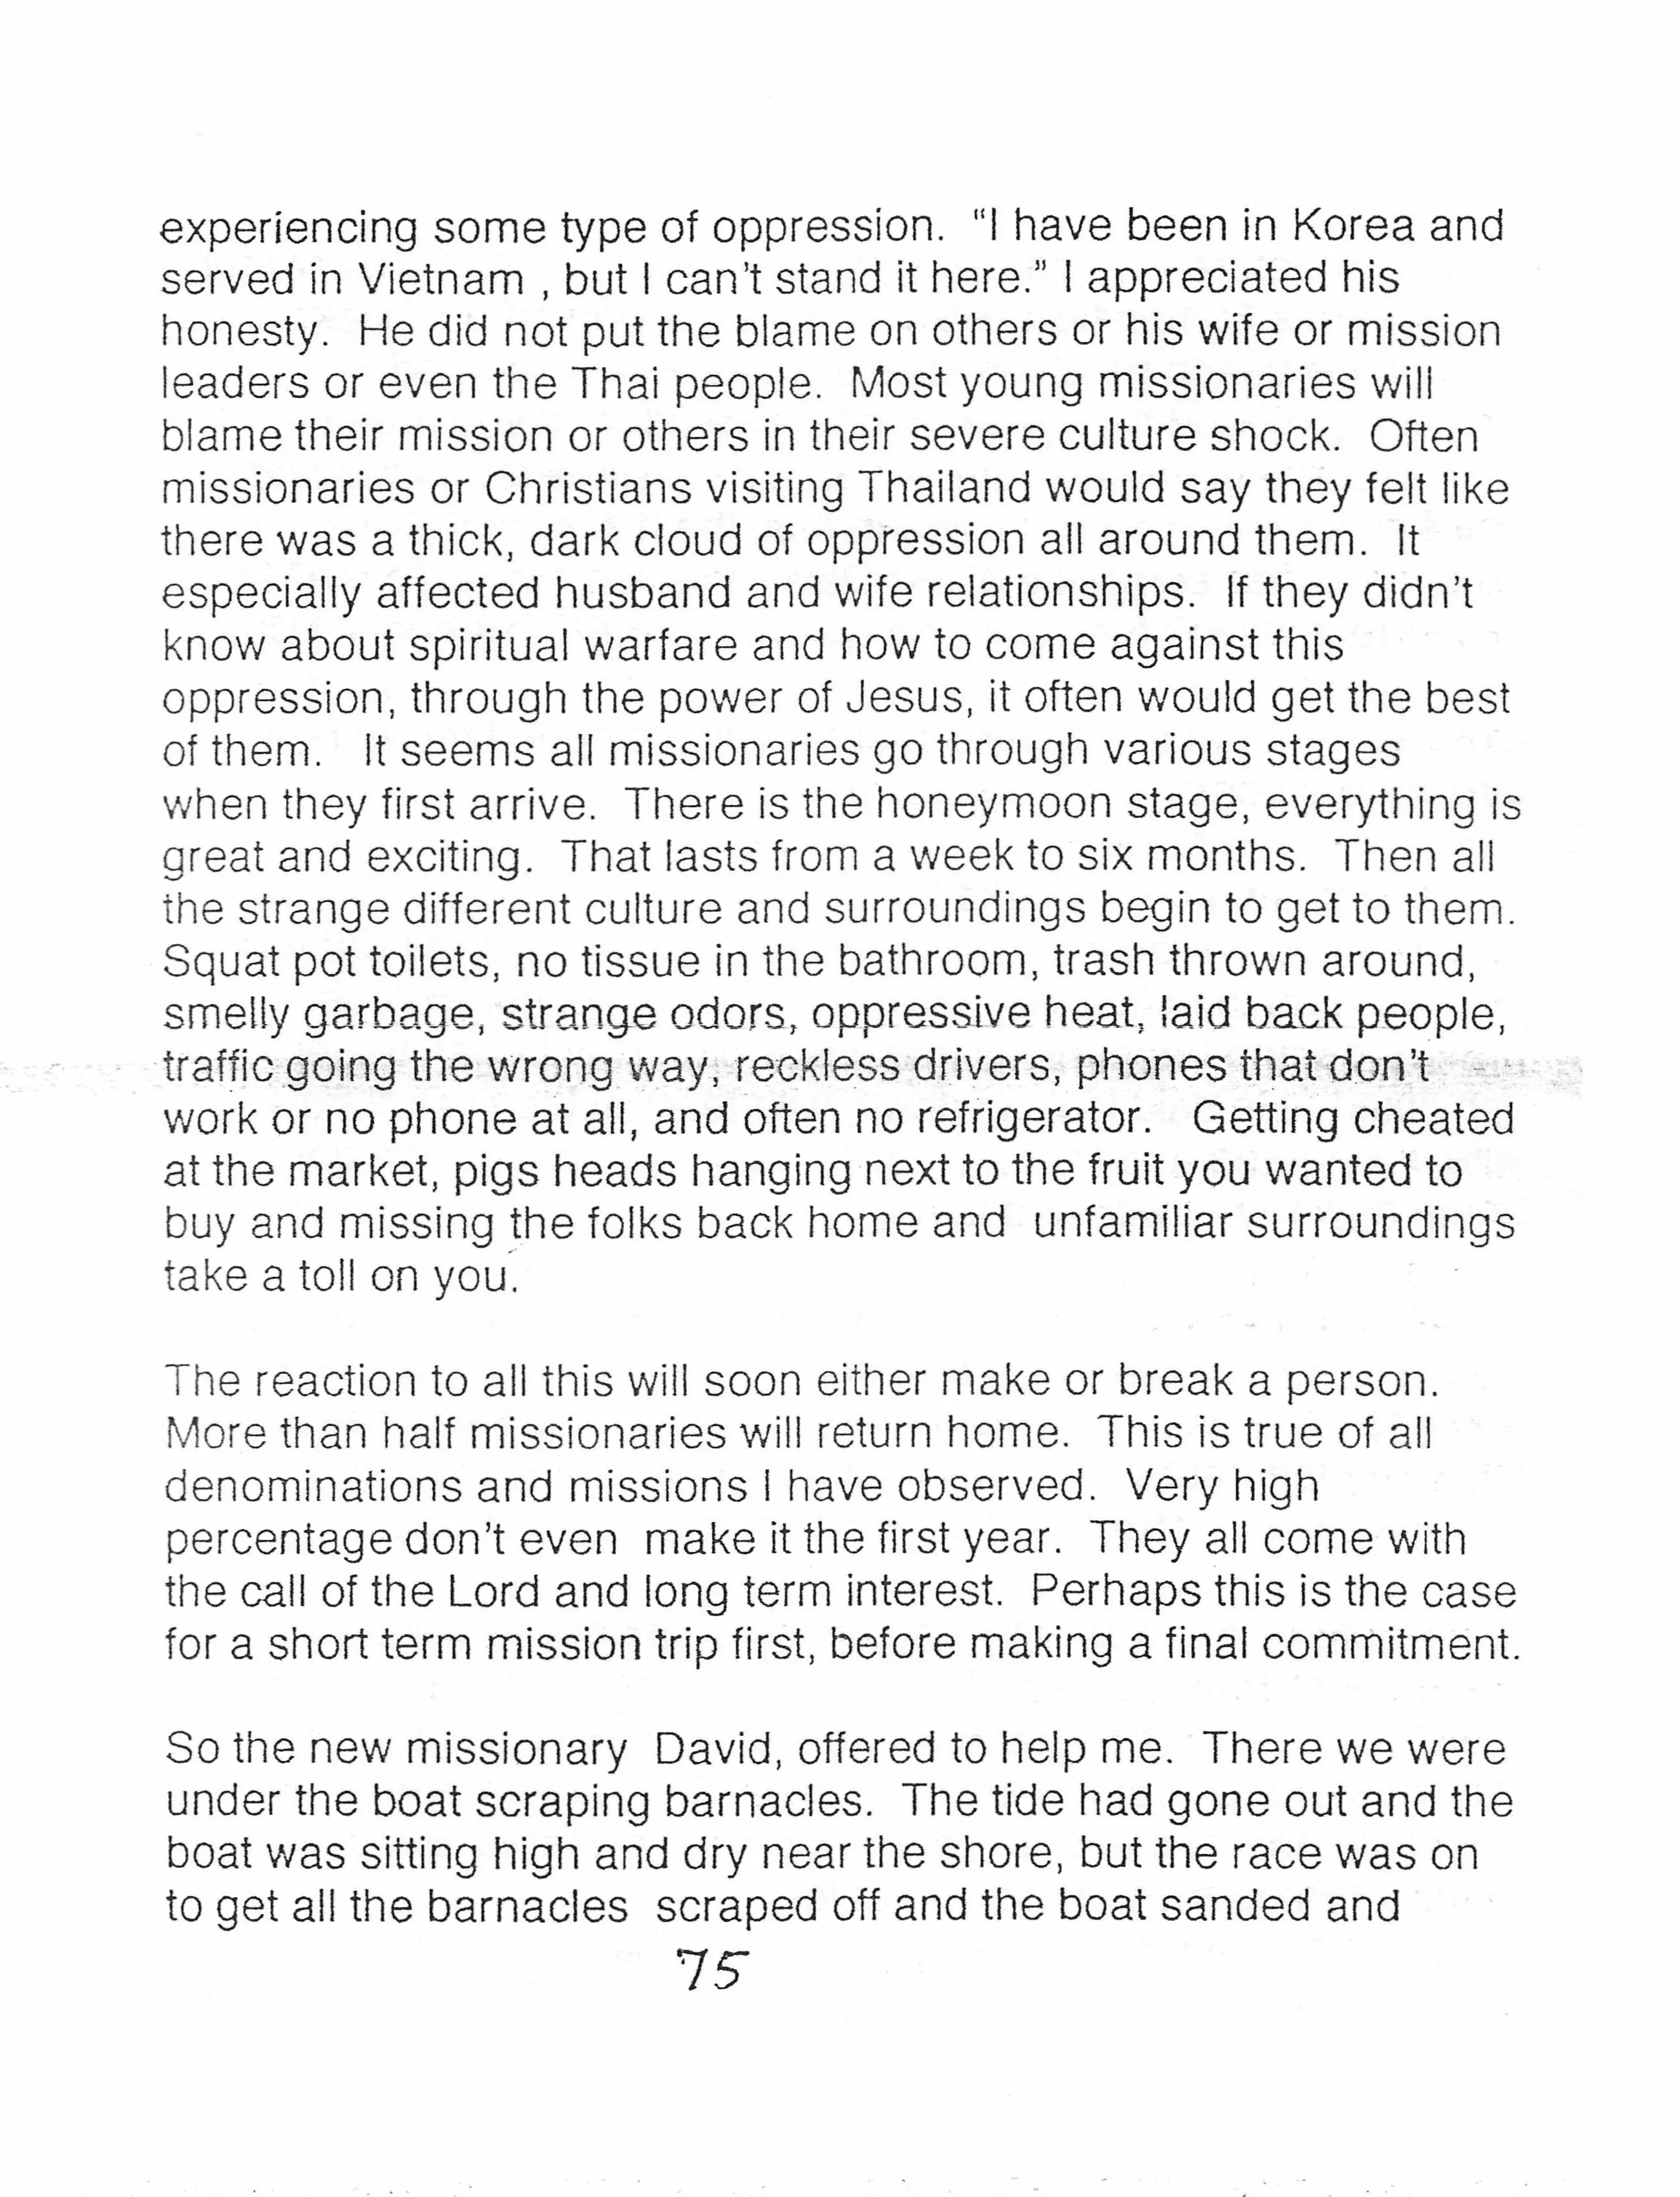 experiencing some type of oppression. "I have been in Korea and
served in Vietnam , but I can't stand it here." I appreciated his
honesty. He did not put the blame on others or his wife or mission
leaders or even the Thai people. Most young missionaries will
blame their mission or others in their severe culture shock. Often
missionaries or Christians visiting Thailand would say they felt like
there was a thick, dark cloud of oppression all around them. It
especially affected husband and wife relationships. If they didn't
know about spiritual warfare and how to come against this
oppression, through the power of Jesus, it often would get the best
of them. It seems all missionaries go through various stages
when they first arrive. There is the honeymoon stage, everything is
great and exciting. That lasts from a week to six months. Then all
the strange different culture and surroundings begin to get to them.
Squat pot toilets, no tissue in the bathroom, trash thrown around,
smelly garbage, strange odors, oppressive heat, laid back people,
traffic going the wrong way, reckless drivers, phones that don't
work or no phone at all, and often no refrigerator. Getting cheated
at the market, pigs heads hanging next to the fruit you wanted to
buy and missing the folks back home and unfamiliar surroundings
take a toll on you.
The reaction to all this will soon either make or break a person.
More than half missionaries will return home. This is true of all
denominations and missions I have observed. Very high
percentage don't even make it the first year. They all come with
the call of the Lord and long term interest. Perhaps this is the case
for a short term mission trip first, before making a final commitment.
So the new missionary David, offered to help me. There we were
under the boat scraping barnacles. The tide had gone out and the
boat was sitting high and dry near the shore, but the race was on
to get all the barnacles scraped off and the boat sanded and
75